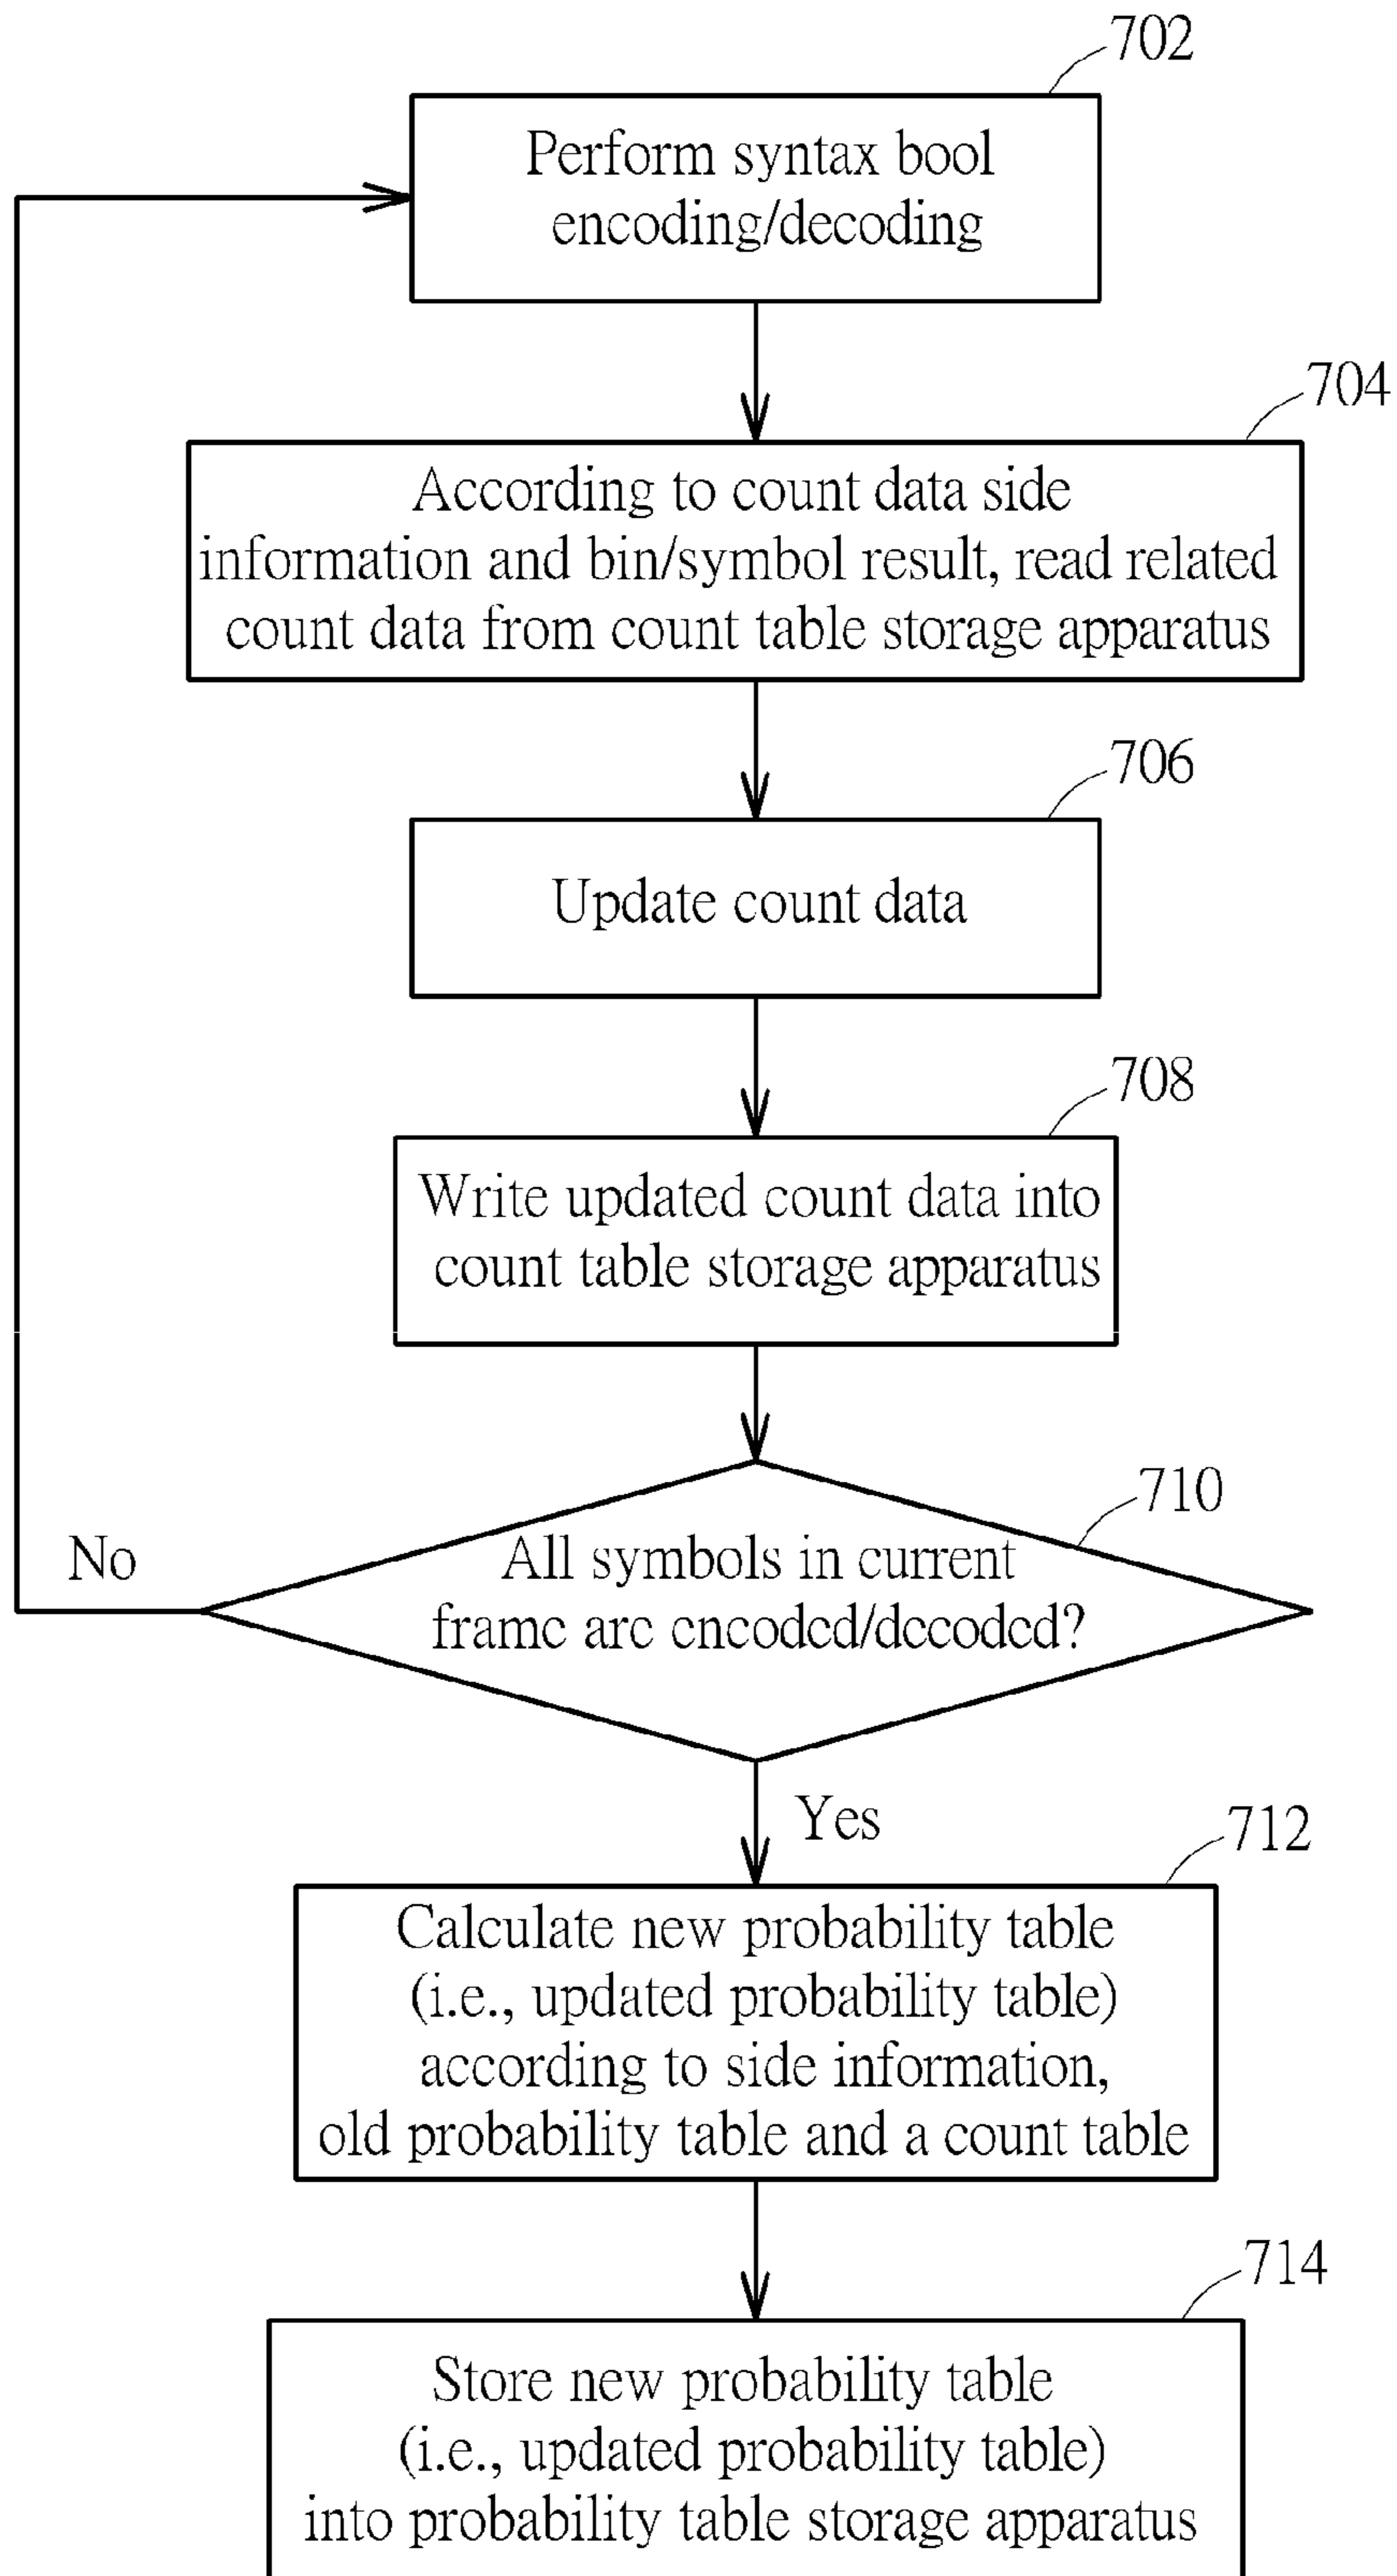 702
Perform syntax bool
encoding/decoding
704
According to count data side
information and bin/symbol result, read related
count data from count table storage apparatus
706
Update count data
708
Write updated count data into
count table storage apparatus
710
All symbols in current
frame are encoded/decoded?
No
Yes
712
Calculate new probability table
(i.e., updated probability table)
according to side information,
old probability table and a count table
714
Store new probability table
(i.e., updated probability table)
into probability table storage apparatus